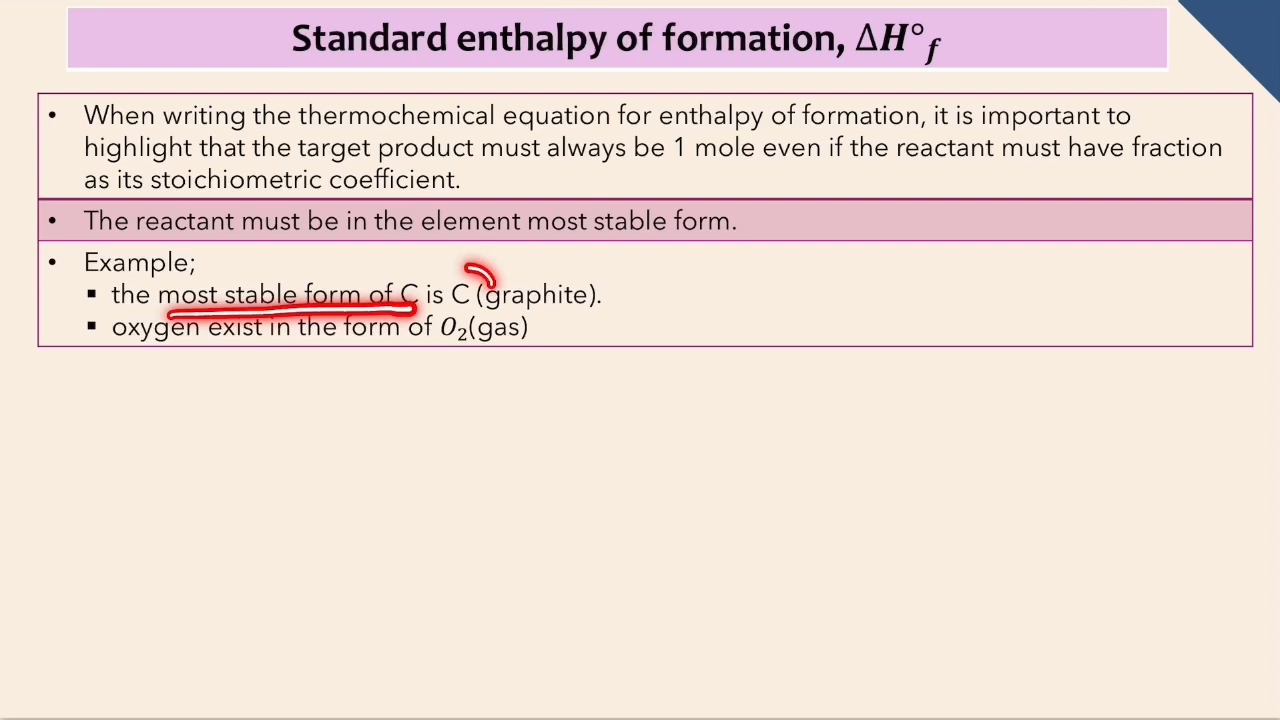 Standard enthalpy of formation, ΔH°f
• When writing the thermochemical equation for enthalpy of formation, it is important to
highlight that the target product must always be 1 mole even if the reactant must have fraction
as its stoichiometric coefficient.
• The reactant must be in the element most stable form.
• Example;
▪ the most stable form of C is C (graphite).
▪ oxygen exist in the form of O₂(gas)